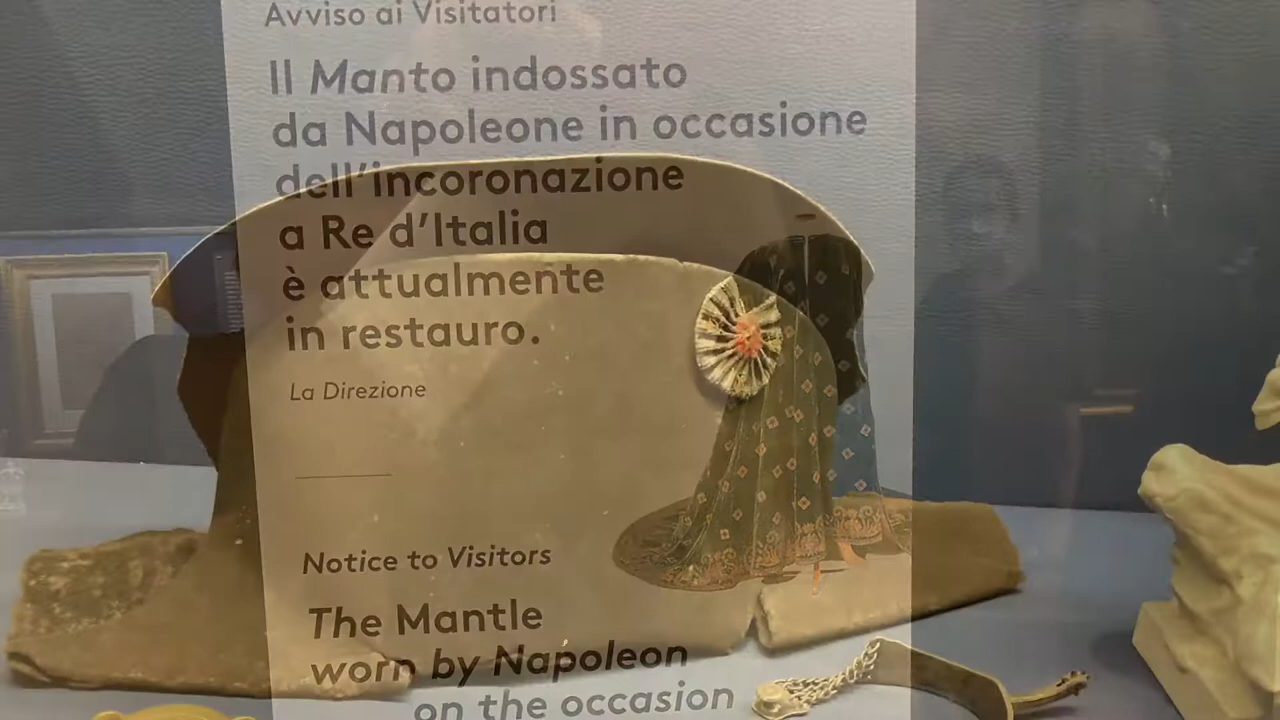 Avviso ai Visitatori
Il Manto indossato
da Napoleone in occasione
dell'incoronazione
a Re d'Italia
è attualmente
in restauro.
La Direzione
Notice to Visitors
The Mantle
worn by Napoleon
on the occasion